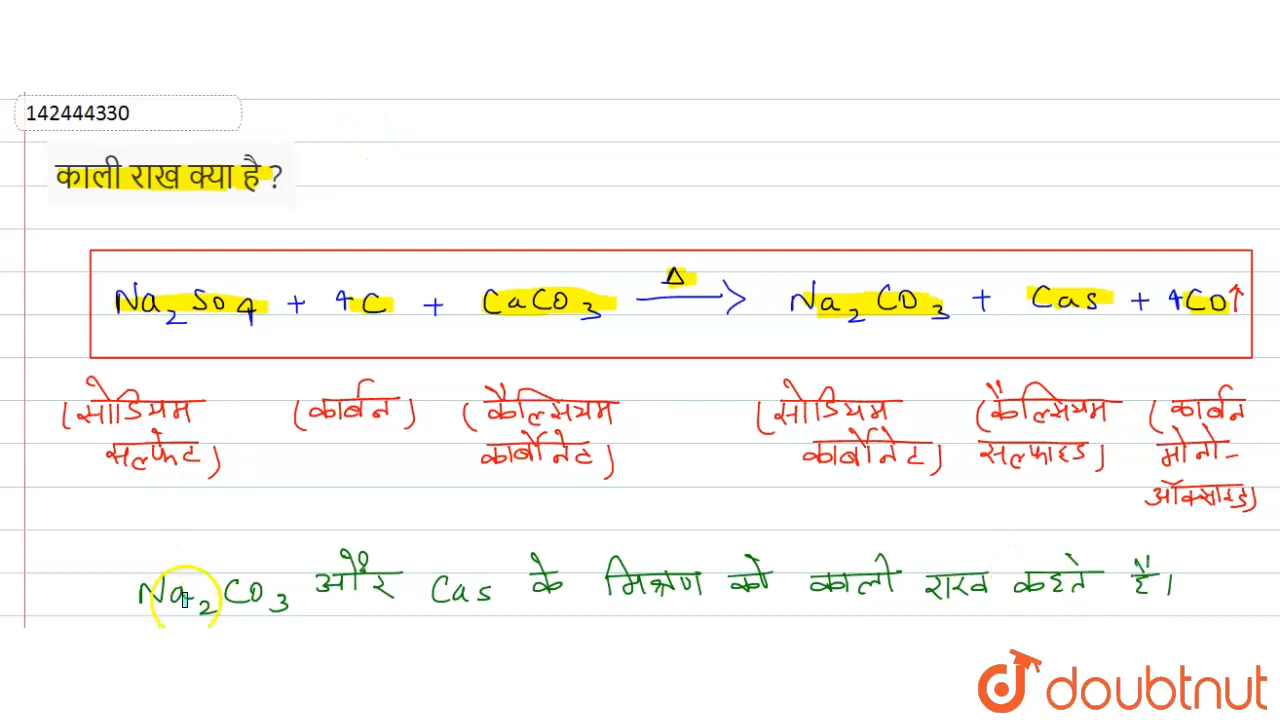 142444330
काली राख क्या है ?
Na₂SO₄ + 4C + CaCO₃ —Δ→ Na₂CO₃ + Cas + 4CO↑
(सोडियम (कार्बन) (कैल्सियम (सोडियम (कैल्सियम (कार्बन
सल्फेट) कार्बोनेट) कार्बोनेट) सल्फाइड) मोनो-
ऑक्साइड)
Na₂CO₃ और Cas के मिश्रण को काली राख कहते हैं।
doubtnut